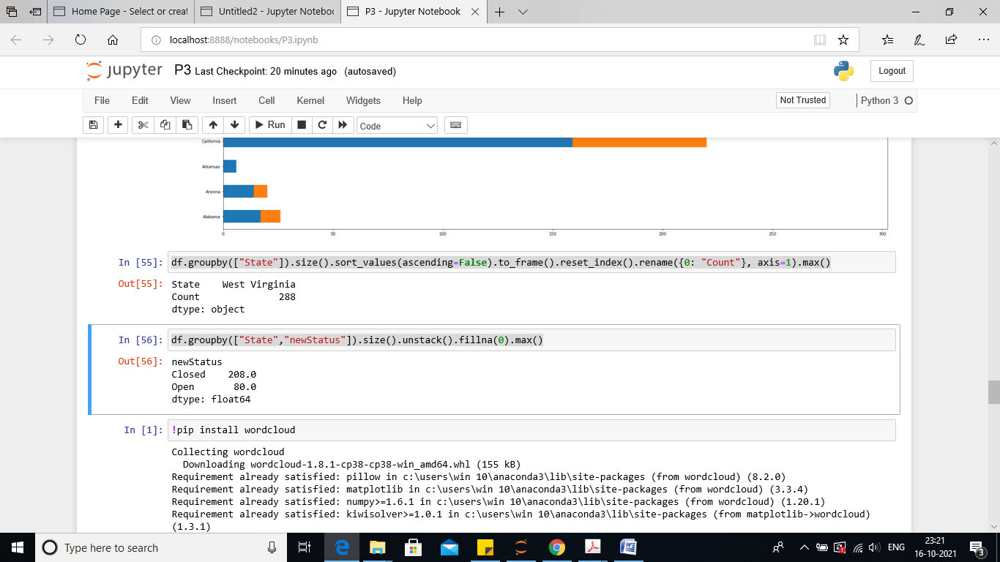 Home Page - Select or creat
Untitled2 - Jupyter Noteboo
P3 - Jupyter Notebook
localhost:8888/notebooks/P3.ipynb
jupyter P3 Last Checkpoint: 20 minutes ago (autosaved)
Logout
File Edit View Insert Cell Kernel Widgets Help
Not Trusted
Python 3
Run
Code
California
Arkansas
Arizona
Alabama
0 50 100 150 200 250 300
In [55]: df.groupby(["State"]).size().sort_values(ascending=False).to_frame().reset_index().rename({0: "Count"}, axis=1).max()
Out[55]: State West Virginia
Count 288
dtype: object
In [56]: df.groupby(["State","newStatus"]).size().unstack().fillna(0).max()
Out[56]: newStatus
Closed 208.0
Open 80.0
dtype: float64
In [1]: !pip install wordcloud
Collecting wordcloud
Downloading wordcloud-1.8.1-cp38-cp38-win_amd64.whl (155 kB)
Requirement already satisfied: pillow in c:\users\win 10\anaconda3\lib\site-packages (from wordcloud) (8.2.0)
Requirement already satisfied: matplotlib in c:\users\win 10\anaconda3\lib\site-packages (from wordcloud) (3.3.4)
Requirement already satisfied: numpy>=1.6.1 in c:\users\win 10\anaconda3\lib\site-packages (from wordcloud) (1.20.1)
Requirement already satisfied: kiwisolver>=1.0.1 in c:\users\win 10\anaconda3\lib\site-packages (from matplotlib->wordcloud)
(1.3.1)
Type here to search
ENG
23:21
16-10-2021
3